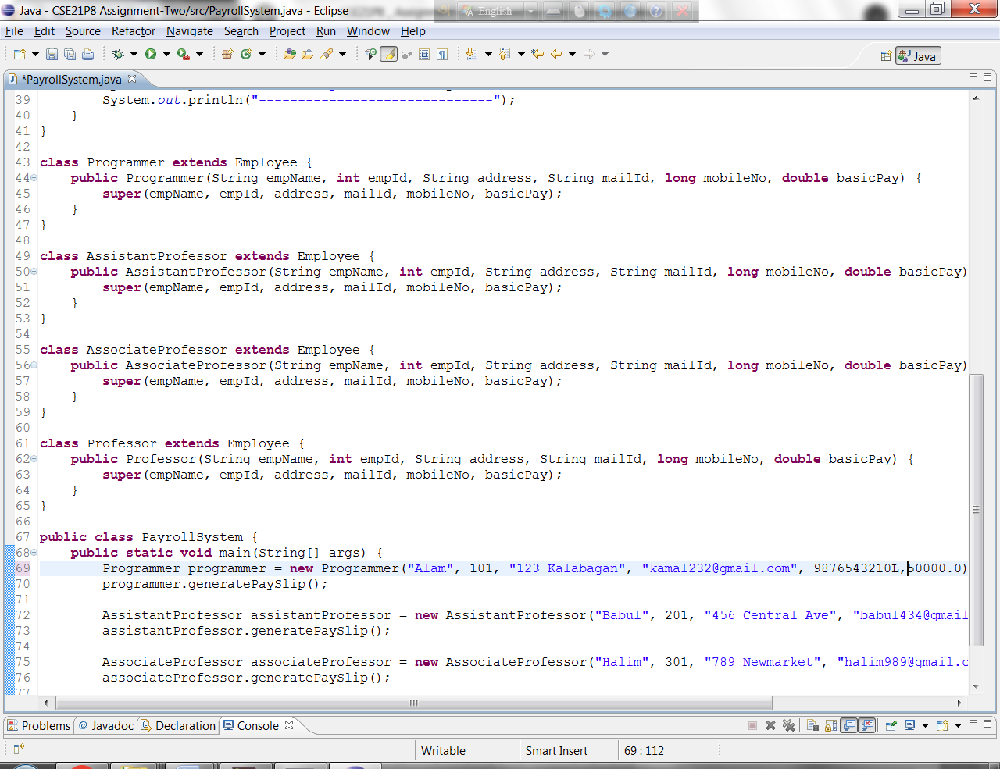 Java - CSE21P8 Assignment-Two/src/PayrollSystem.java - Eclipse
English
File Edit Source Refactor Navigate Search Project Run Window Help
Java
*PayrollSystem.java
39 System.out.println("------------------------------");
40 }
41 }
42
43 class Programmer extends Employee {
44 public Programmer(String empName, int empId, String address, String mailId, long mobileNo, double basicPay) {
45 super(empName, empId, address, mailId, mobileNo, basicPay);
46 }
47 }
48
49 class AssistantProfessor extends Employee {
50 public AssistantProfessor(String empName, int empId, String address, String mailId, long mobileNo, double basicPay)
51 super(empName, empId, address, mailId, mobileNo, basicPay);
52 }
53 }
54
55 class AssociateProfessor extends Employee {
56 public AssociateProfessor(String empName, int empId, String address, String mailId, long mobileNo, double basicPay)
57 super(empName, empId, address, mailId, mobileNo, basicPay);
58 }
59 }
60
61 class Professor extends Employee {
62 public Professor(String empName, int empId, String address, String mailId, long mobileNo, double basicPay) {
63 super(empName, empId, address, mailId, mobileNo, basicPay);
64 }
65 }
66
67 public class PayrollSystem {
68 public static void main(String[] args) {
69 Programmer programmer = new Programmer("Alam", 101, "123 Kalabagan", "kamal232@gmail.com", 9876543210L,50000.0)
70 programmer.generatePaySlip();
71
72 AssistantProfessor assistantProfessor = new AssistantProfessor("Babul", 201, "456 Central Ave", "babul434@gmail
73 assistantProfessor.generatePaySlip();
74
75 AssociateProfessor associateProfessor = new AssociateProfessor("Halim", 301, "789 Newmarket", "halim989@gmail.c
76 associateProfessor.generatePaySlip();
77
Problems @ Javadoc Declaration Console
Writable Smart Insert 69 : 112